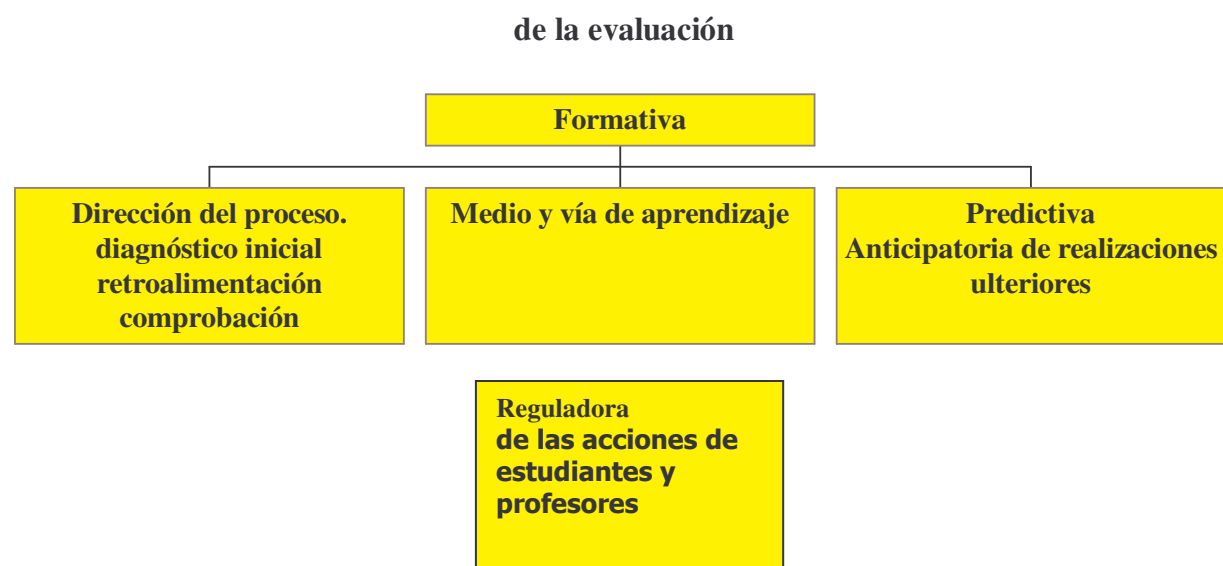 de la evaluación
Formativa
Dirección del proceso.
diagnóstico inicial
retroalimentación
comprobación
Medio y vía de aprendizaje
Predictiva
Anticipatoria de realizaciones
ulteriores
Reguladora
de las acciones de
estudiantes y
profesores